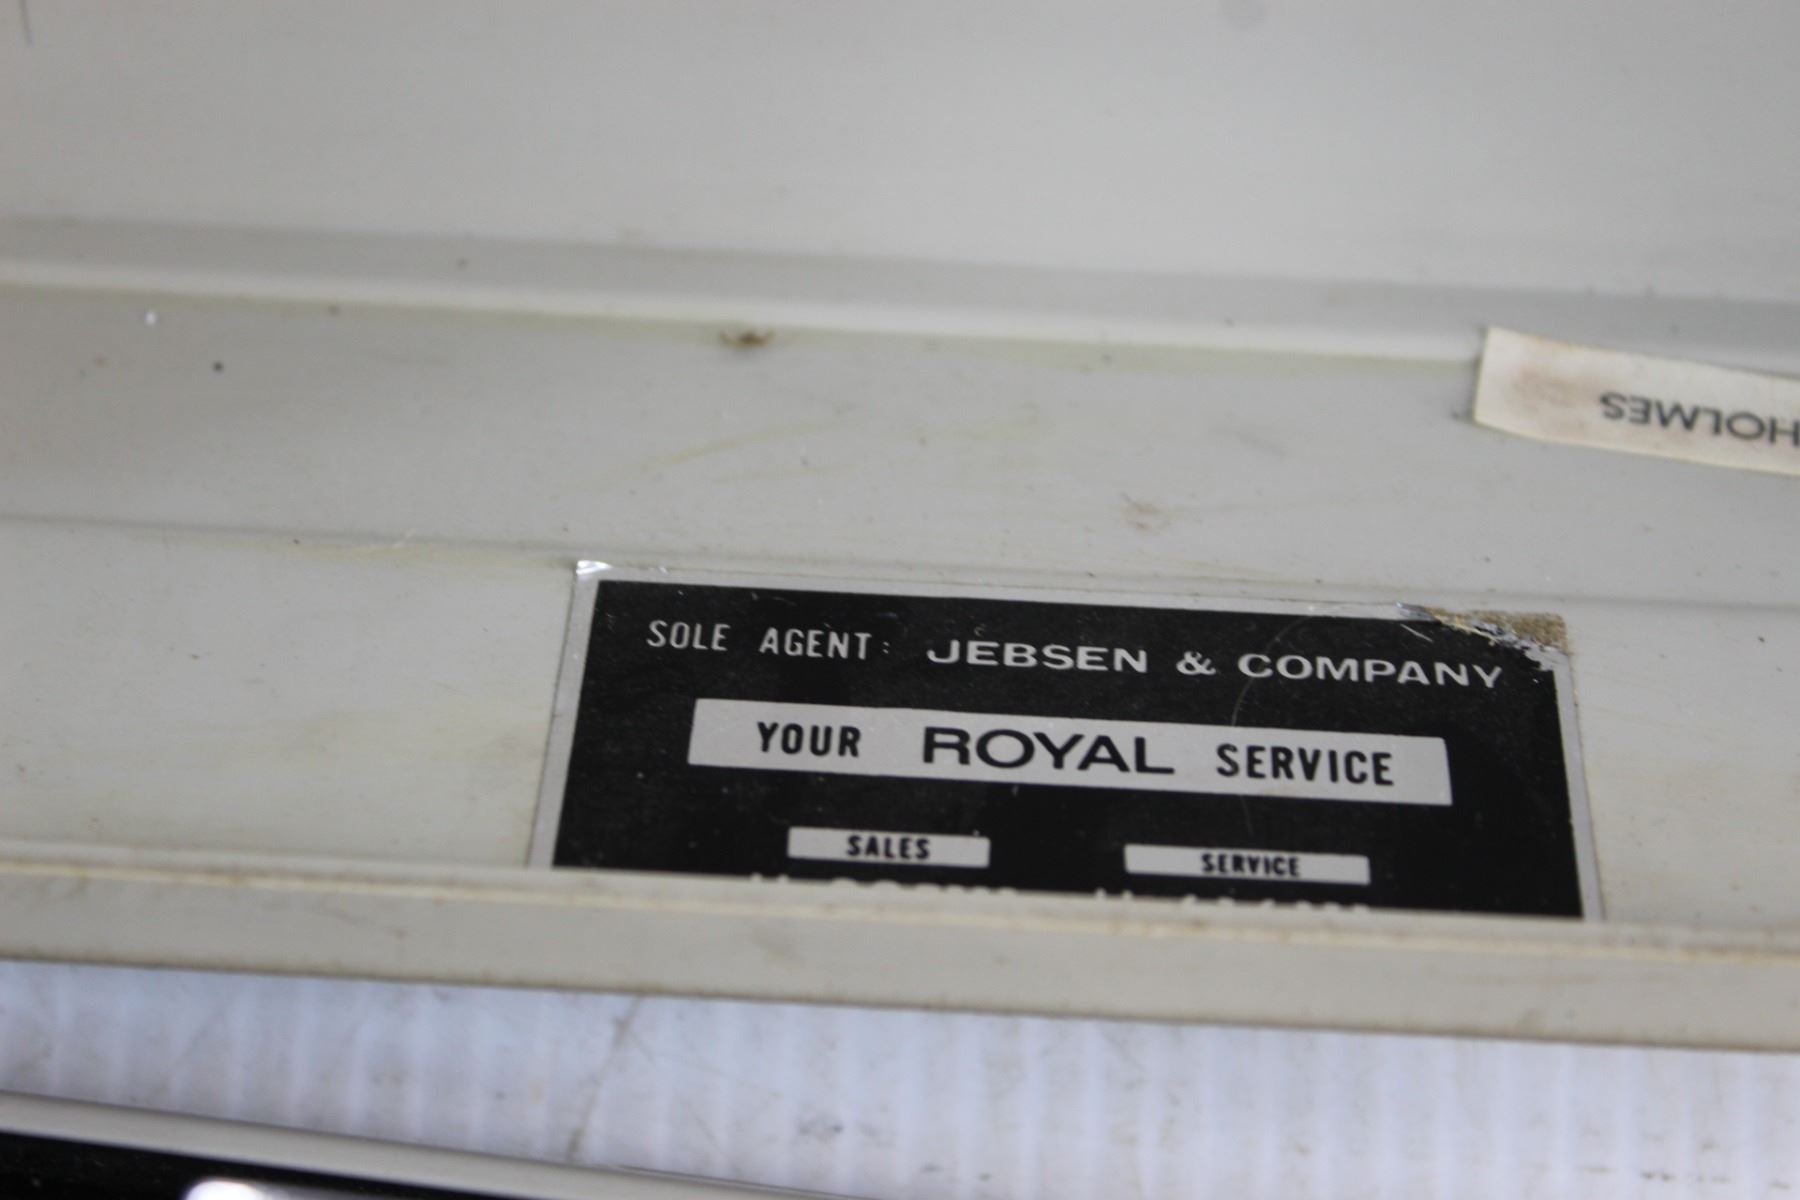 HOLMES
SOLE AGENT: JEBSEN & COMPANY
YOUR ROYAL SERVICE
SALES SERVICE